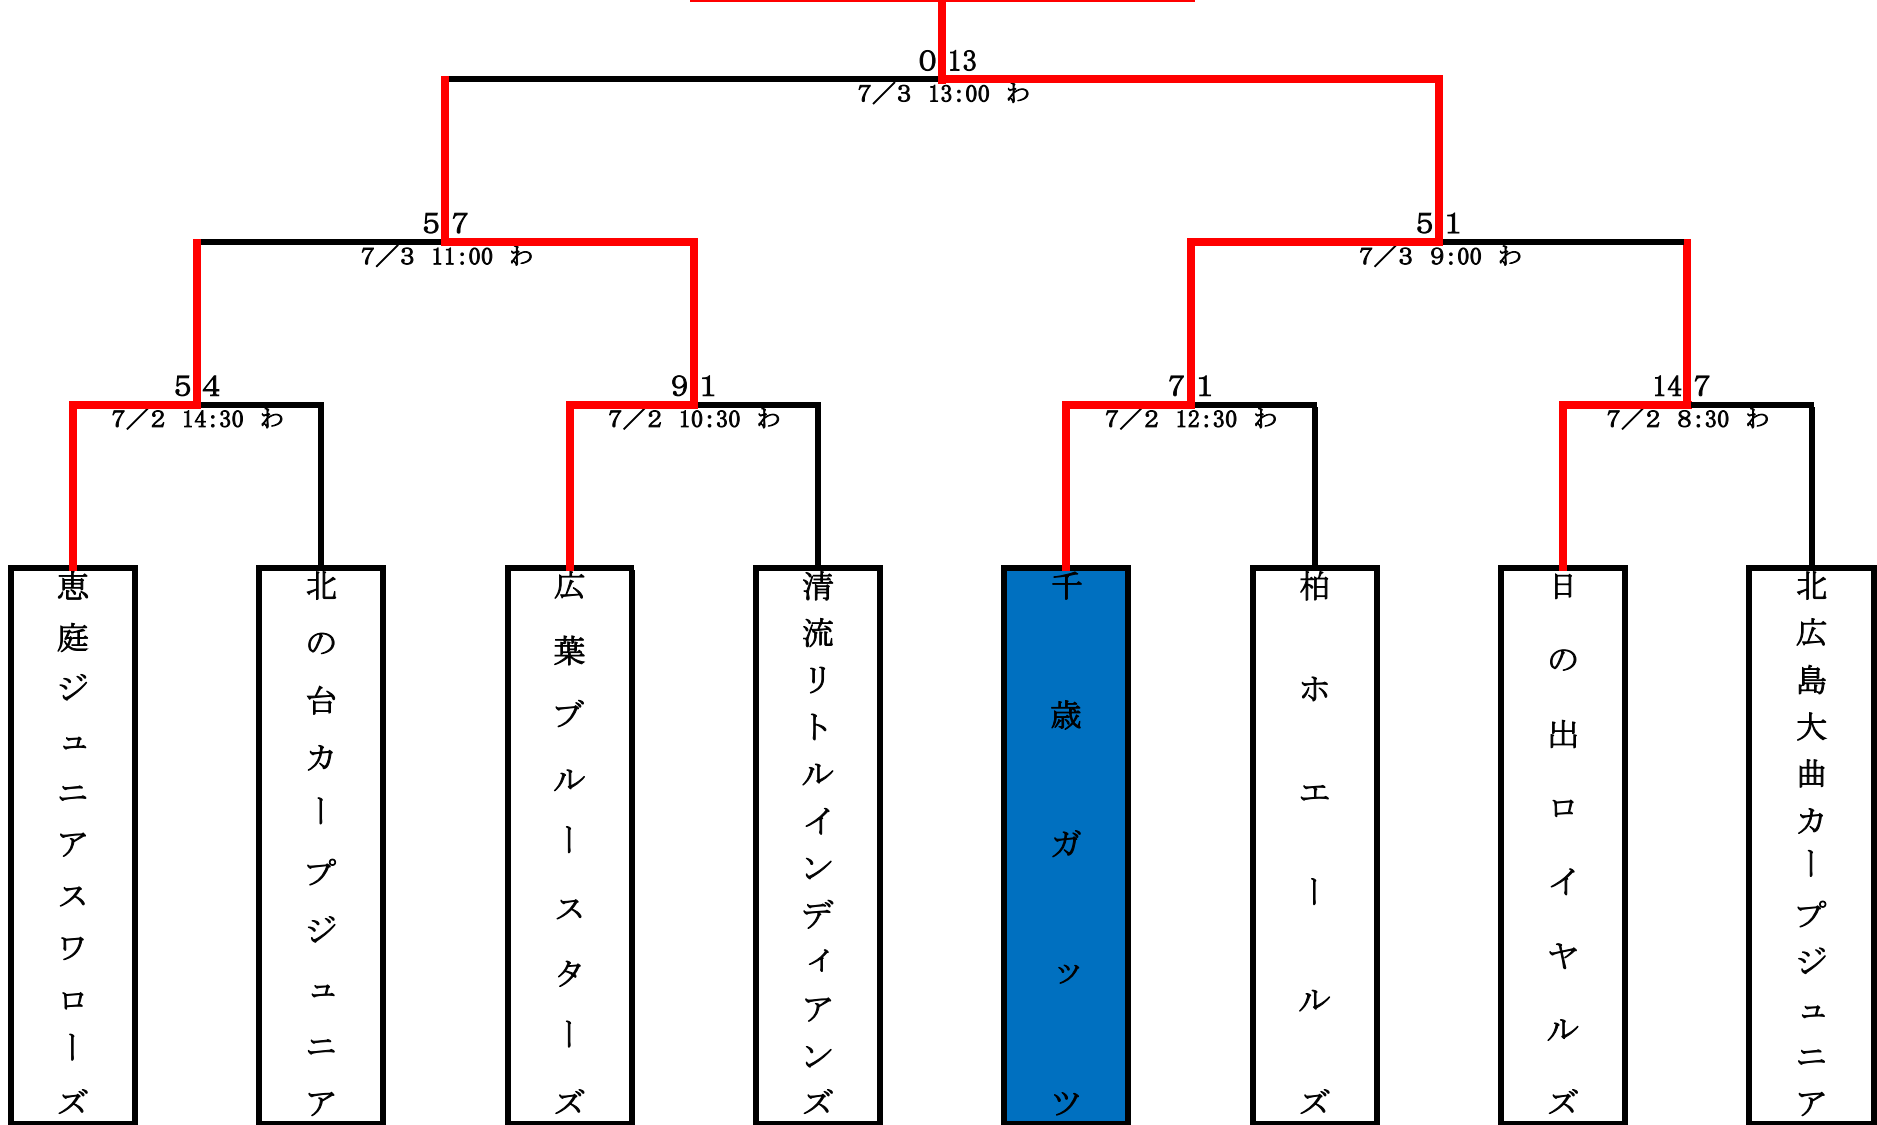 0 13
7／3 13:00 わ
5 7
7／3 11:00 わ
5 1
7／3 9:00 わ
5 4
7／2 14:30 わ
9 1
7／2 10:30 わ
7 1
7／2 12:30 わ
14 7
7／2 8:30 わ
恵庭ジュニアスワローズ
北の台カープジュニア
広葉ブルースターズ
清流リトルインディアンズ
千歳ガッツ
柏ホエールズ
日の出ロイヤルズ
北広島大曲カープジュニア